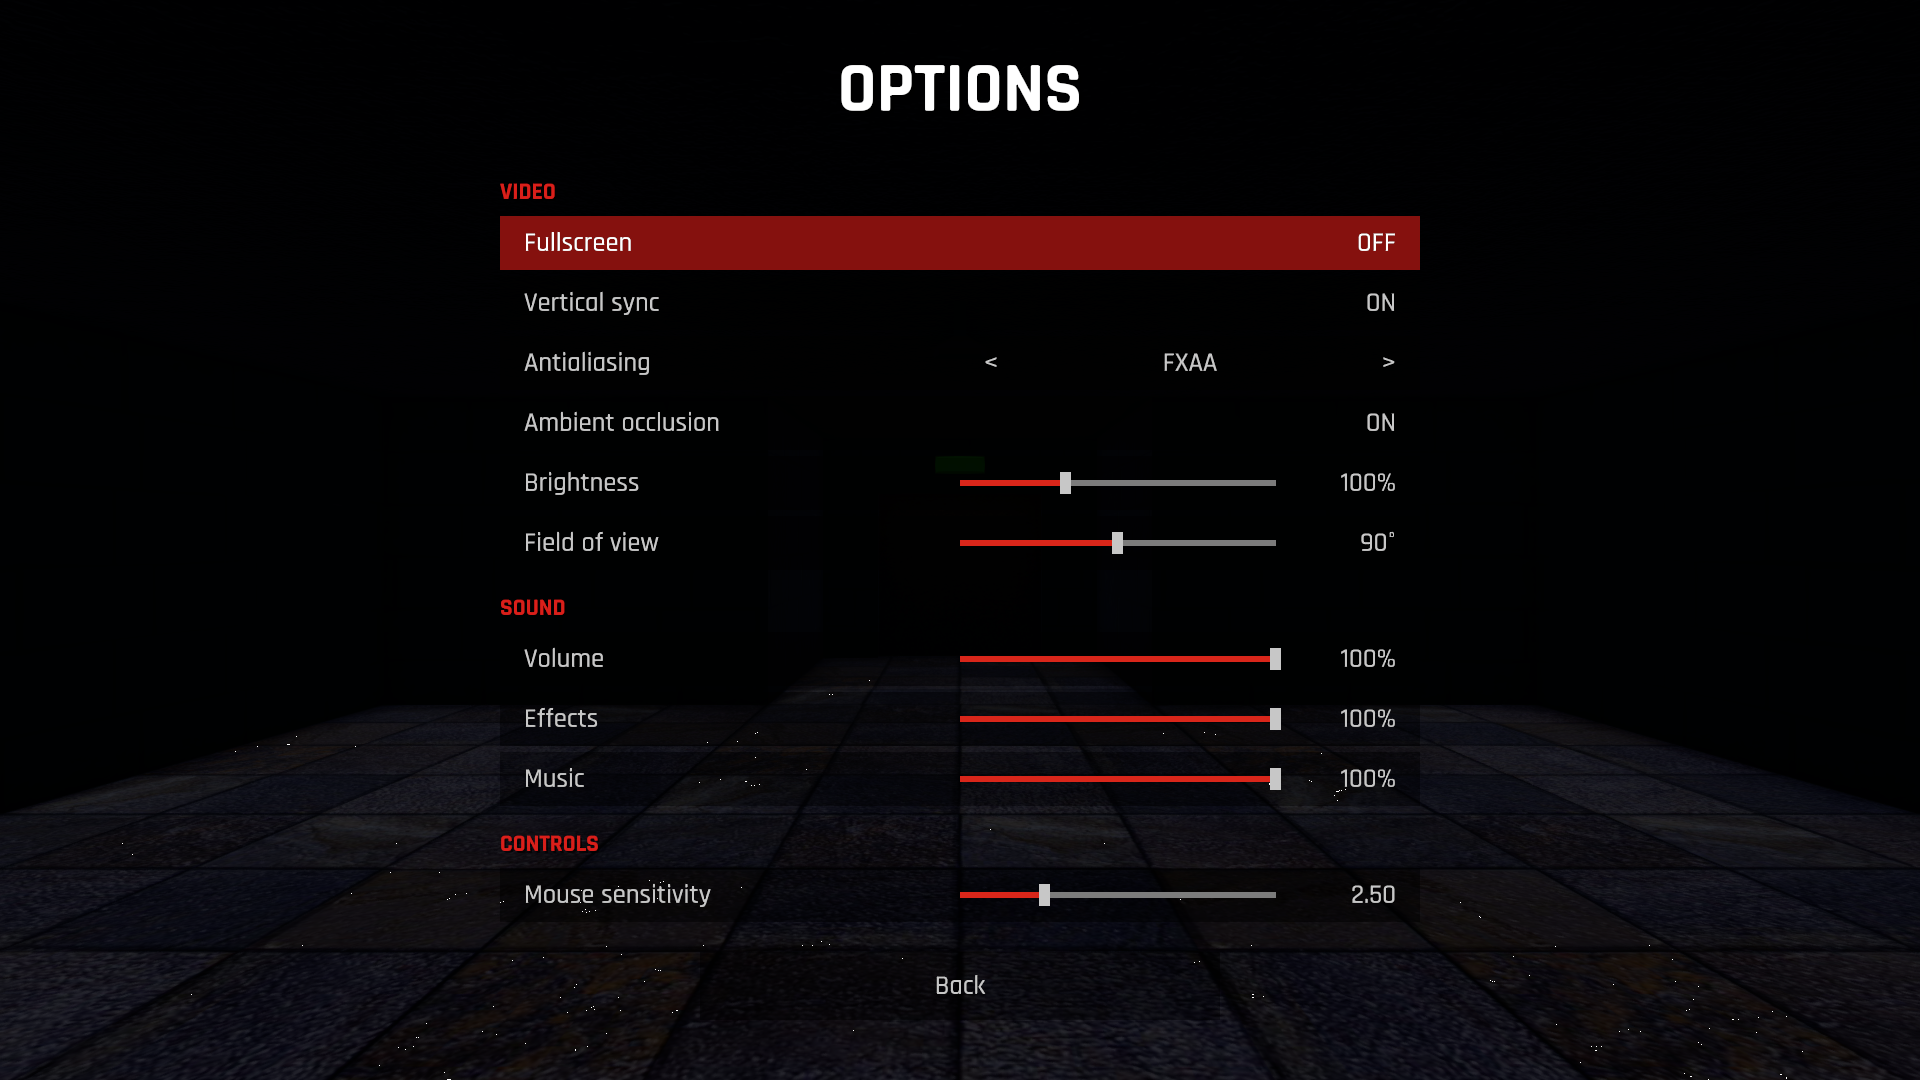 OPTIONS
VIDEO
Fullscreen OFF
Vertical sync ON
Antialiasing < FXAA >
Ambient occlusion ON
Brightness 100%
Field of view 90°
SOUND
Volume 100%
Effects 100%
Music 100%
CONTROLS
Mouse sensitivity 2.50
Back